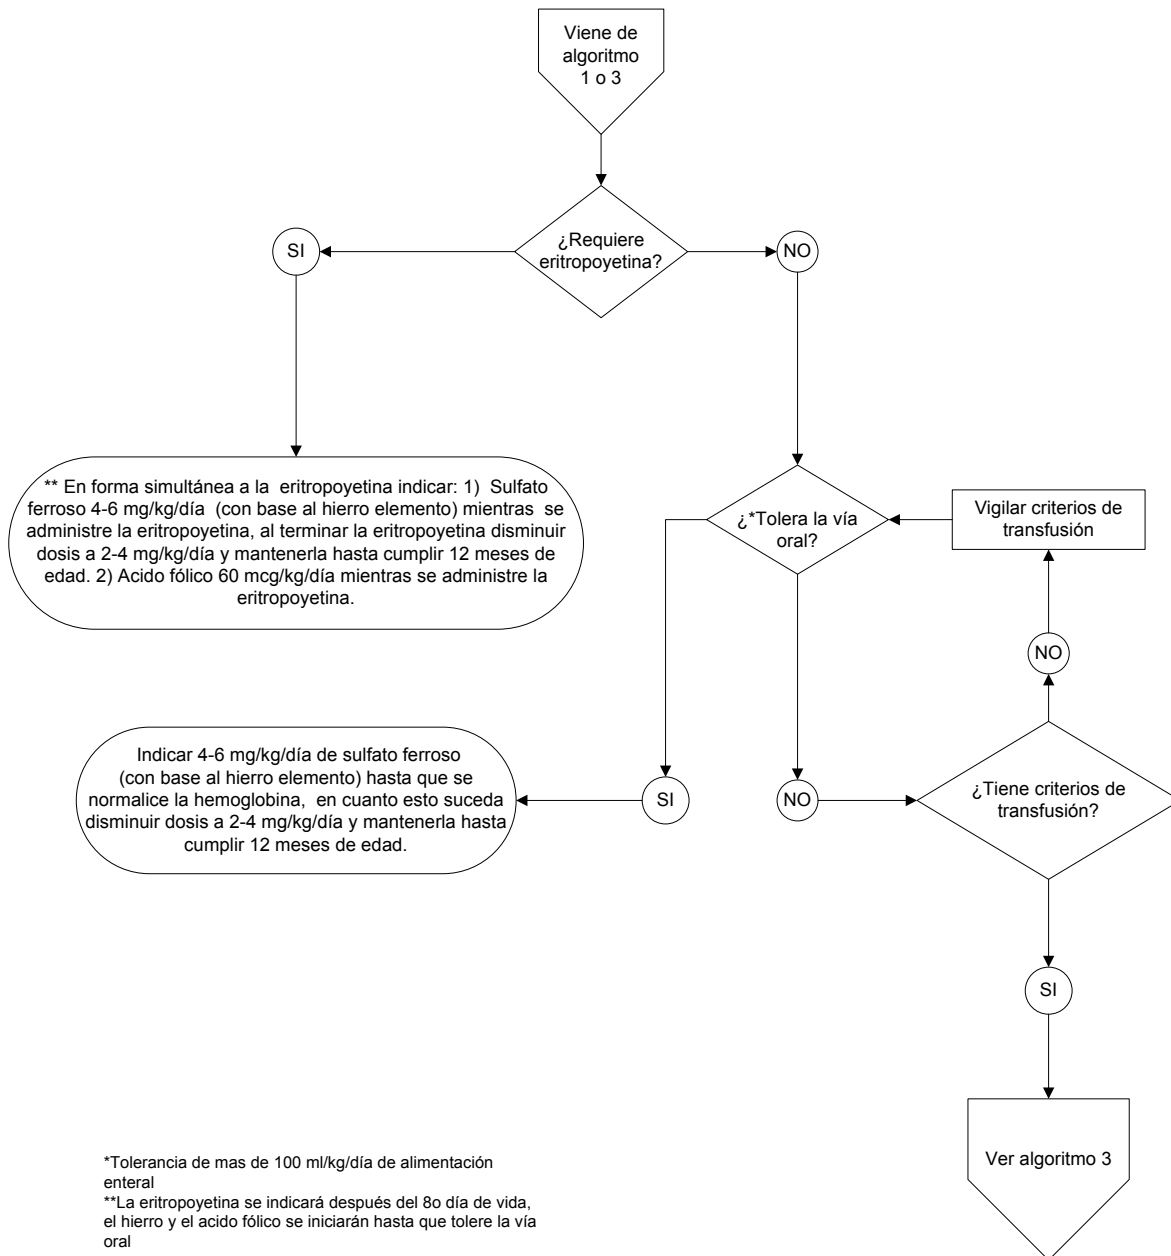 Viene de
algoritmo
1 o 3
¿Requiere
eritropoyetina?
SI
NO
** En forma simultánea a la eritropoyetina indicar: 1) Sulfato
ferroso 4-6 mg/kg/día (con base al hierro elemento) mientras se
administre la eritropoyetina, al terminar la eritropoyetina disminuir
dosis a 2-4 mg/kg/día y mantenerla hasta cumplir 12 meses de
edad. 2) Acido fólico 60 mcg/kg/día mientras se administre la
eritropoyetina.
¿*Tolera la vía
oral?
Vigilar criterios de
transfusión
NO
Indicar 4-6 mg/kg/día de sulfato ferroso
(con base al hierro elemento) hasta que se
normalice la hemoglobina, en cuanto esto suceda
disminuir dosis a 2-4 mg/kg/día y mantenerla hasta
cumplir 12 meses de edad.
SI
NO
¿Tiene criterios de
transfusión?
SI
Ver algoritmo 3
*Tolerancia de mas de 100 ml/kg/día de alimentación
enteral
**La eritropoyetina se indicará después del 8o día de vida,
el hierro y el acido fólico se iniciarán hasta que tolere la vía
oral